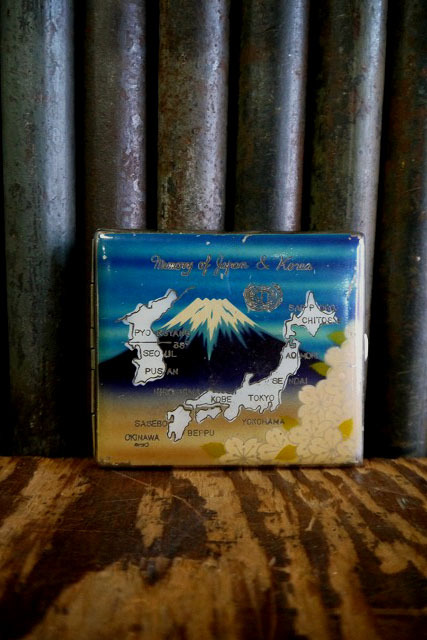 Memory of Japan & Korea
CHITOSE
PYONGYANG
38
SEOUL
AOMORI
PUSAN
SENDAI
KOBE
TOKYO
SASEBO
YOKOHAMA
BEPPU
OKINAWA